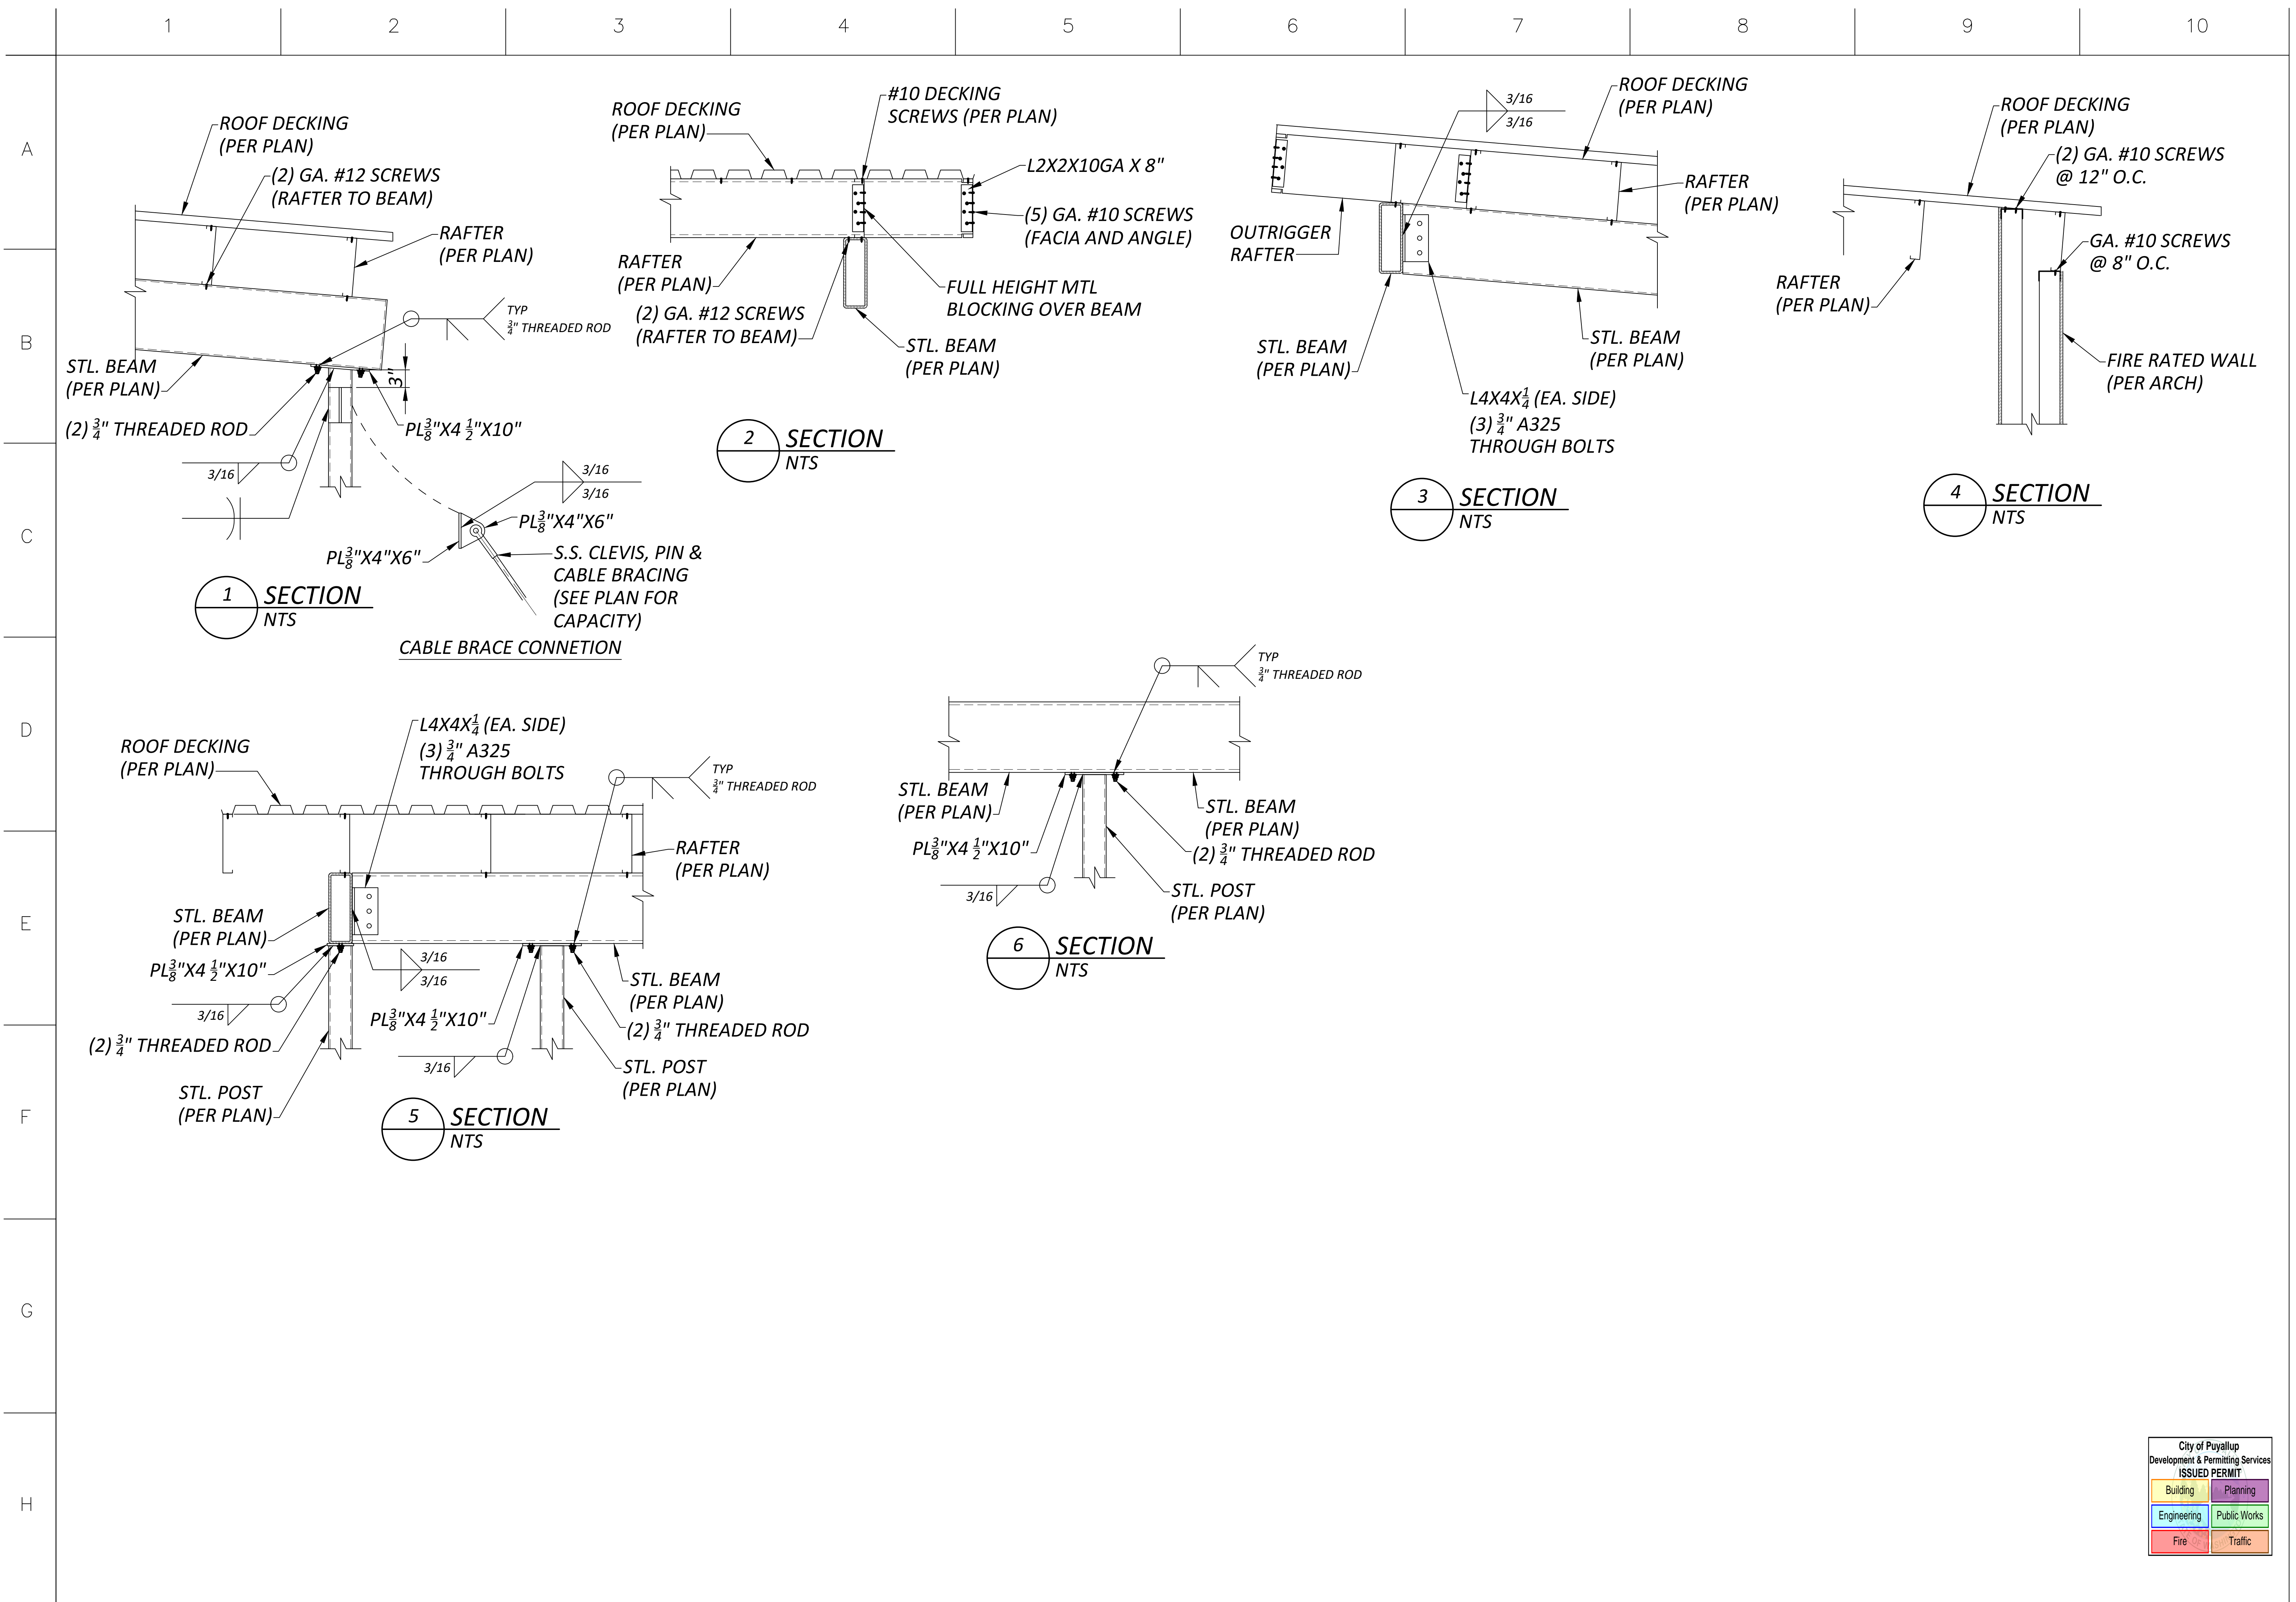 1 2 3 4 5 6 7 8 9 10
A
B
C
D
E
F
G
H
ROOF DECKING
(PER PLAN)
(2) GA. #12 SCREWS
(RAFTER TO BEAM)
RAFTER
(PER PLAN)
TYP
3/4" THREADED ROD
STL. BEAM
(PER PLAN)
3"
(2) 3/4" THREADED ROD
PL3/8"X4 1/2"X10"
3/16
3/16
3/16
PL3/8"X4"X6"
PL3/8"X4"X6"
S.S. CLEVIS, PIN &
CABLE BRACING
(SEE PLAN FOR
CAPACITY)
1 SECTION
NTS
CABLE BRACE CONNETION
ROOF DECKING
(PER PLAN)
#10 DECKING
SCREWS (PER PLAN)
L2X2X10GA X 8"
(5) GA. #10 SCREWS
(FACIA AND ANGLE)
RAFTER
(PER PLAN)
FULL HEIGHT MTL
BLOCKING OVER BEAM
(2) GA. #12 SCREWS
(RAFTER TO BEAM)
STL. BEAM
(PER PLAN)
2 SECTION
NTS
3/16
3/16
ROOF DECKING
(PER PLAN)
RAFTER
(PER PLAN)
OUTRIGGER
RAFTER
STL. BEAM
(PER PLAN)
STL. BEAM
(PER PLAN)
L4X4X1/4 (EA. SIDE)
(3) 3/4" A325
THROUGH BOLTS
3 SECTION
NTS
ROOF DECKING
(PER PLAN)
(2) GA. #10 SCREWS
@ 12" O.C.
GA. #10 SCREWS
@ 8" O.C.
RAFTER
(PER PLAN)
FIRE RATED WALL
(PER ARCH)
4 SECTION
NTS
L4X4X1/4 (EA. SIDE)
(3) 3/4" A325
THROUGH BOLTS
ROOF DECKING
(PER PLAN)
TYP
3/4" THREADED ROD
RAFTER
(PER PLAN)
STL. BEAM
(PER PLAN)
PL3/8"X4 1/2"X10"
3/16
3/16
3/16
STL. BEAM
(PER PLAN)
PL3/8"X4 1/2"X10"
(2) 3/4" THREADED ROD
(2) 3/4" THREADED ROD
3/16
STL. POST
(PER PLAN)
STL. POST
(PER PLAN)
5 SECTION
NTS
TYP
3/4" THREADED ROD
STL. BEAM
(PER PLAN)
STL. BEAM
(PER PLAN)
PL3/8"X4 1/2"X10"
(2) 3/4" THREADED ROD
3/16
STL. POST
(PER PLAN)
6 SECTION
NTS
City of Puyallup
Development & Permitting Services
ISSUED PERMIT
Building Planning
Engineering Public Works
Fire Traffic